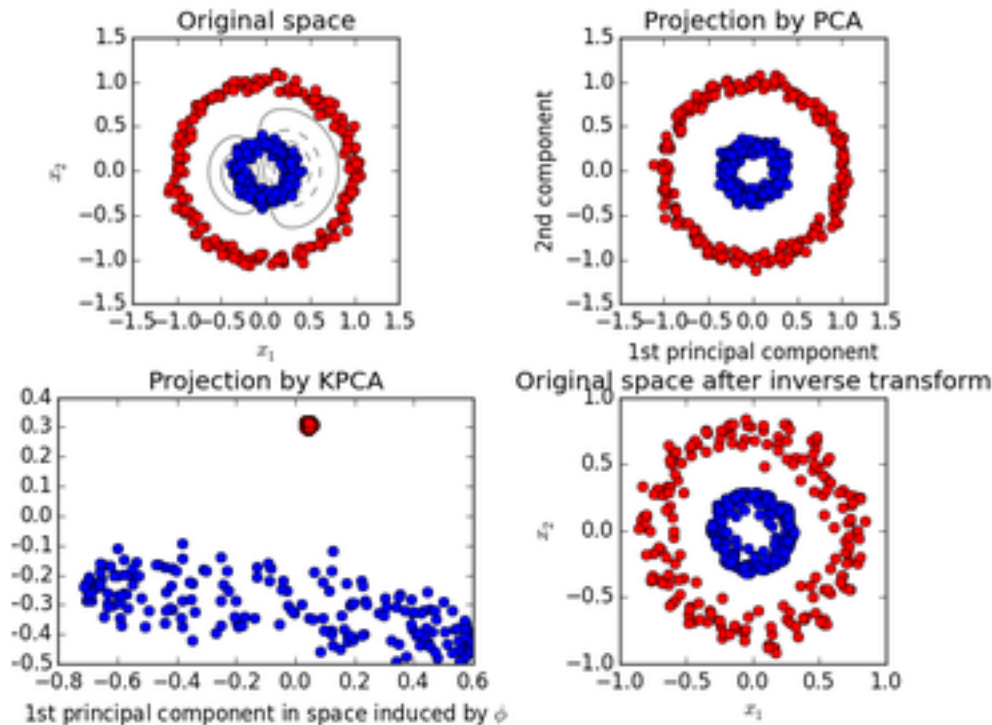 Original space
1.5
1.0
0.5
0.0
−0.5
−1.0
−1.5
−1.5−1.0−0.5 0.0 0.5 1.0 1.5
x₂
x₁
Projection by PCA
1.5
1.0
0.5
0.0
−0.5
−1.0
−1.5
−1.5−1.0−0.5 0.0 0.5 1.0 1.5
2nd component
1st principal component
Projection by KPCA
0.4
0.3
0.2
0.1
0.0
-0.1
-0.2
-0.3
-0.4
-0.5
−0.8 −0.6 −0.4 −0.2 0.0 0.2 0.4 0.6
1st principal component in space induced by ϕ
Original space after inverse transform
1.0
0.5
0.0
−0.5
−1.0
−1.0 −0.5 0.0 0.5 1.0
x₂
x₁